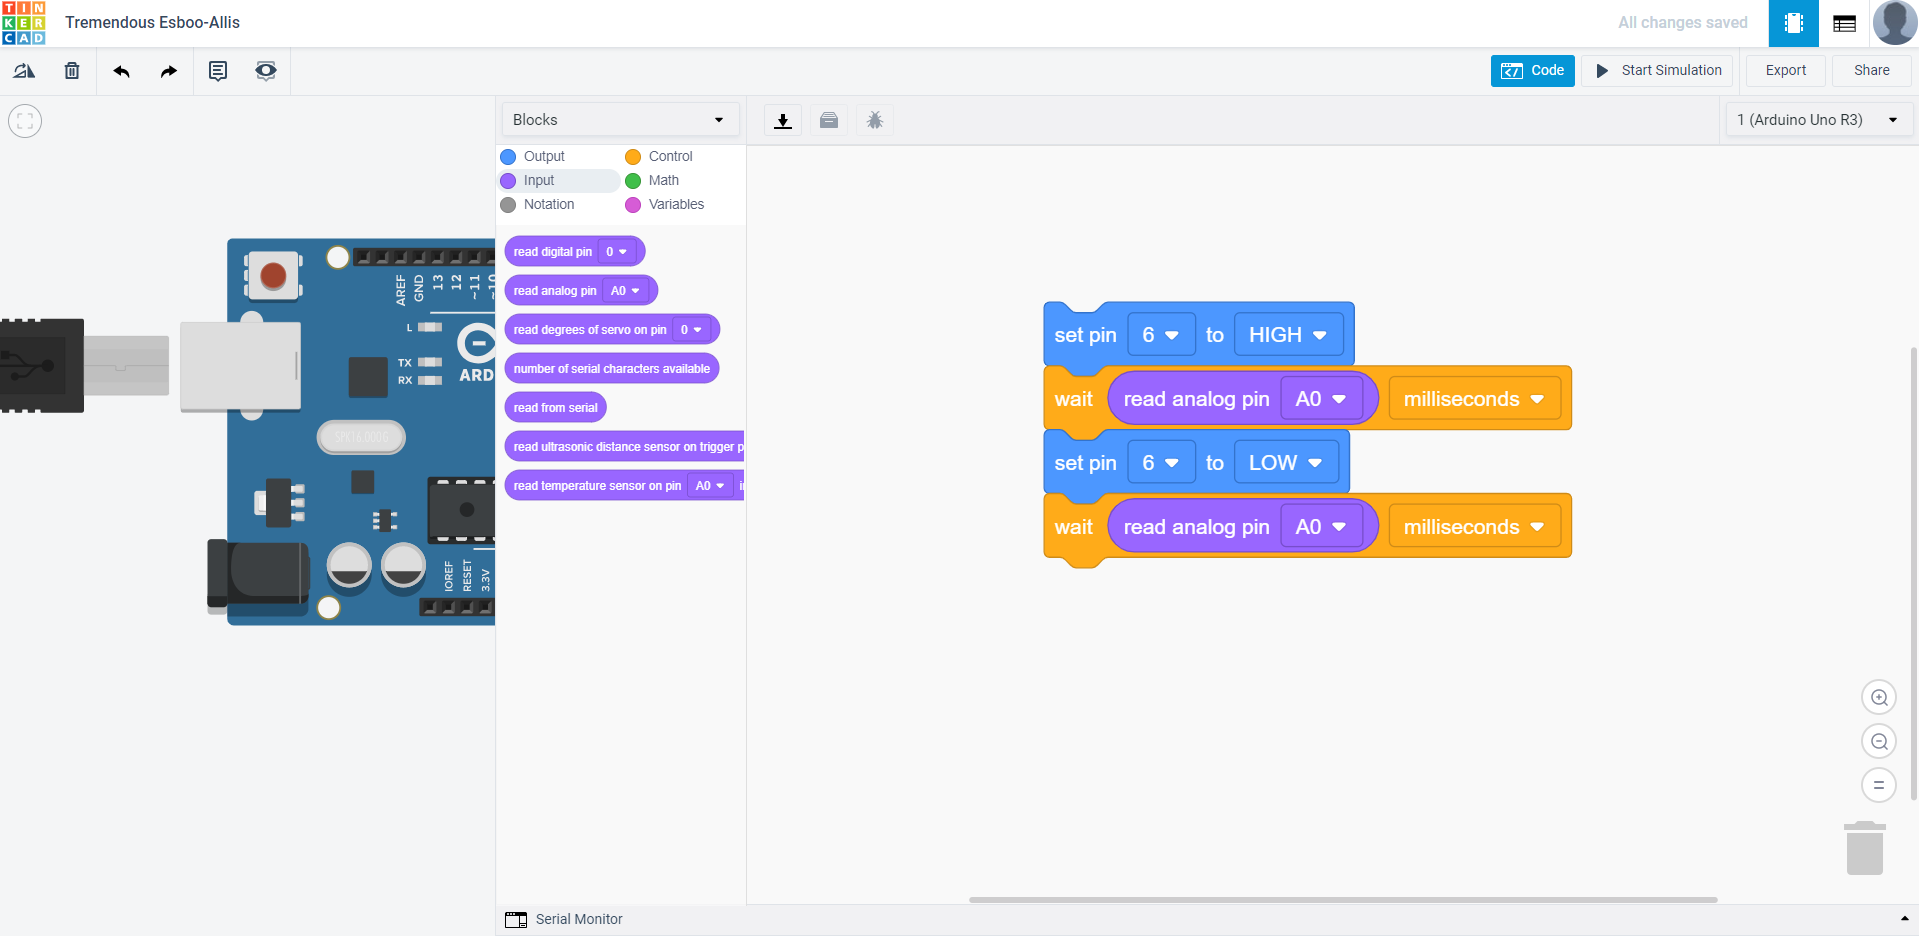 TIN
KER
CAD
Tremendous Esboo-Allis
All changes saved
Code
Start Simulation
Export
Share
Blocks
1 (Arduino Uno R3)
Output
Control
Input
Math
Notation
Variables
read digital pin 0
read analog pin A0
read degrees of servo on pin 0
number of serial characters available
read from serial
read ultrasonic distance sensor on trigger p
read temperature sensor on pin A0 i
set pin 6 to HIGH
wait read analog pin A0 milliseconds
set pin 6 to LOW
wait read analog pin A0 milliseconds
AREF
GND
13
12
~11
~10
L
TX
RX
ARD
IOREF
RESET
3.3V
Serial Monitor